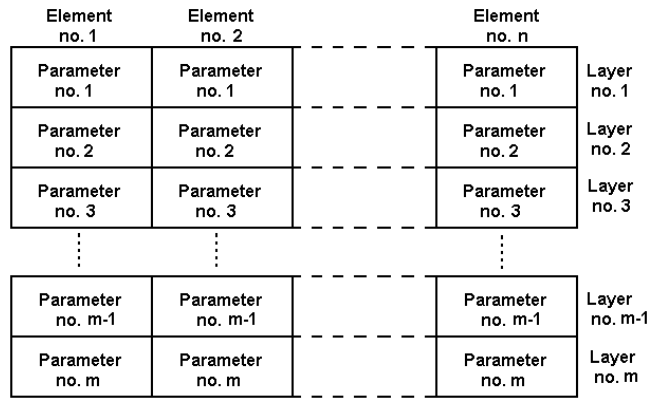 Element
no. 1
Element
no. 2
Element
no. n
Parameter
no. 1
Parameter
no. 1
Parameter
no. 1
Layer
no. 1
Parameter
no. 2
Parameter
no. 2
Parameter
no. 2
Layer
no. 2
Parameter
no. 3
Parameter
no. 3
Parameter
no. 3
Layer
no. 3
Parameter
no. m-1
Parameter
no. m-1
Parameter
no. m-1
Layer
no. m-1
Parameter
no. m
Parameter
no. m
Parameter
no. m
Layer
no. m